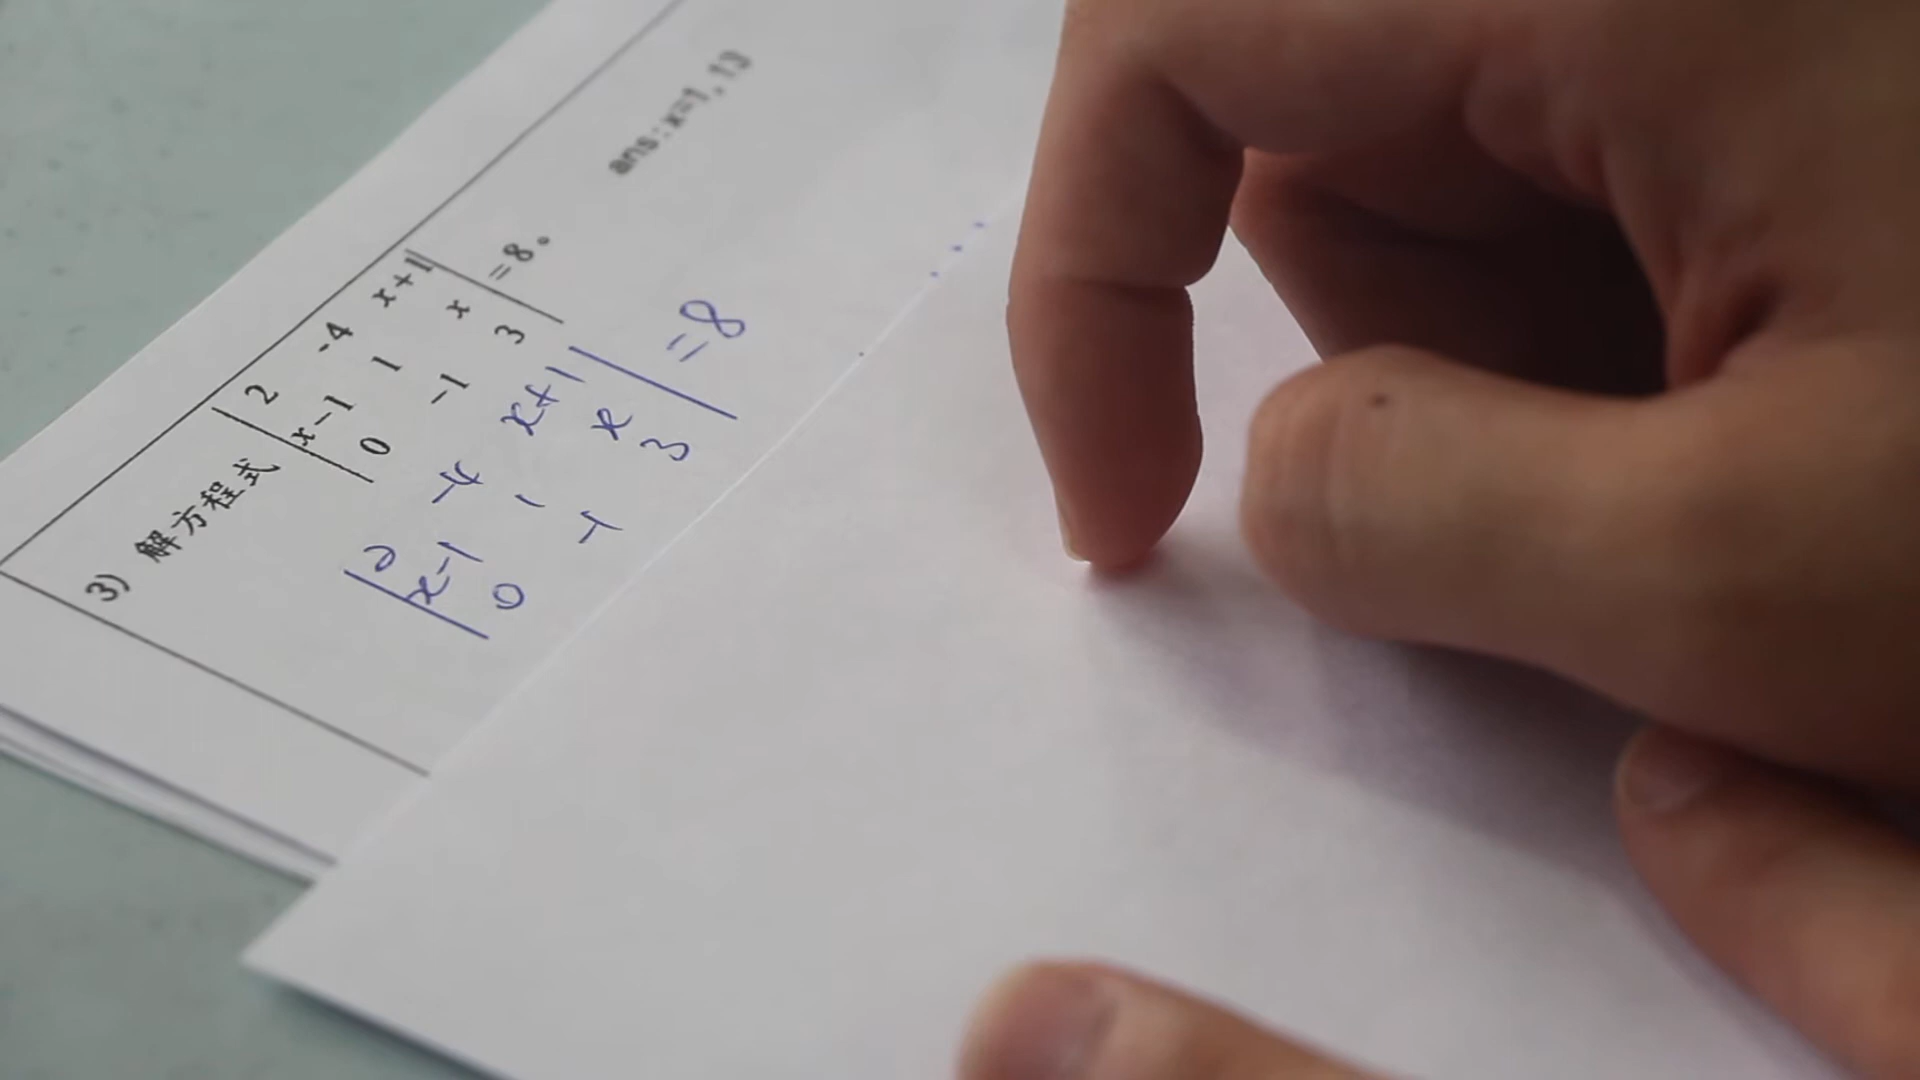 3) 解方程式
2 -4 x+1
x-1 1 x =8。
0 -1 3
ans:x=1,13
2 -4 x+1
x-1 1 x =8
0 -1 3